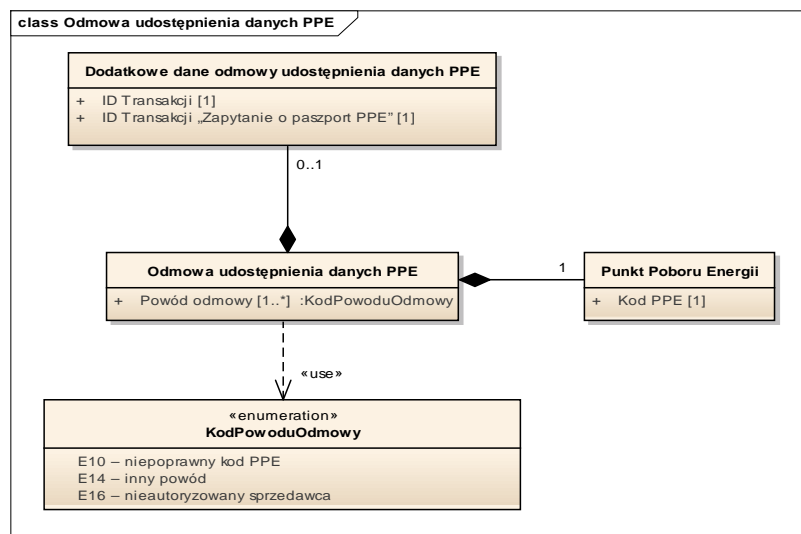 class Odmowa udostępnienia danych PPE
Dodatkowe dane odmowy udostępnienia danych PPE
+ ID Transakcji [1]
+ ID Transakcji „Zapytanie o paszport PPE” [1]
0..1
Odmowa udostępnienia danych PPE
+ Powód odmowy [1..*] :KodPowoduOdmowy
1
Punkt Poboru Energii
+ Kod PPE [1]
«use»
«enumeration»
KodPowoduOdmowy
E10 – niepoprawny kod PPE
E14 – inny powód
E16 – nieautoryzowany sprzedawca